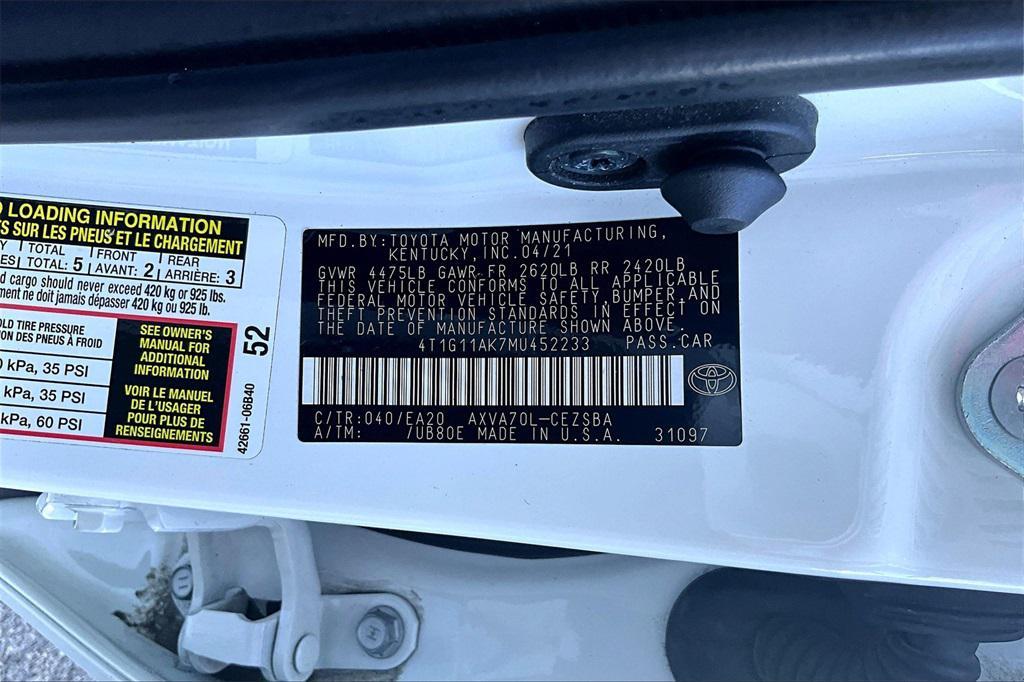 LOADING INFORMATION
S SUR LES PNEUS ET LE CHARGEMENT
TOTAL FRONT REAR
TOTAL: 5 AVANT: 2 ARRIÈRE: 3
d cargo should never exceed 420 kg or 925 lbs.
ment ne doit jamais dépasser 420 kg ou 925 lb.
LD TIRE PRESSURE
DES PNEUS À FROID
0 kPa, 35 PSI
kPa, 35 PSI
kPa, 60 PSI
SEE OWNER'S
MANUAL FOR
ADDITIONAL
INFORMATION
VOIR LE MANUEL
DE L'USAGER
POUR PLUS DE
RENSEIGNEMENTS
52
42661-06B40
MFD.BY:TOYOTA MOTOR MANUFACTURING,
KENTUCKY,INC.04/21
GVWR 4475LB GAWR FR 2620LB RR 2420LB
THIS VEHICLE CONFORMS TO ALL APPLICABLE
FEDERAL MOTOR VEHICLE SAFETY,BUMPER,AND
THEFT PREVENTION STANDARDS IN EFFECT ON
THE DATE OF MANUFACTURE SHOWN ABOVE.
4T1G11AK7MU452233 PASS.CAR
C/TR:040/EA20 AXVA70L-CEZSBA
A/TM: /UB80E MADE IN U.S.A. 31097